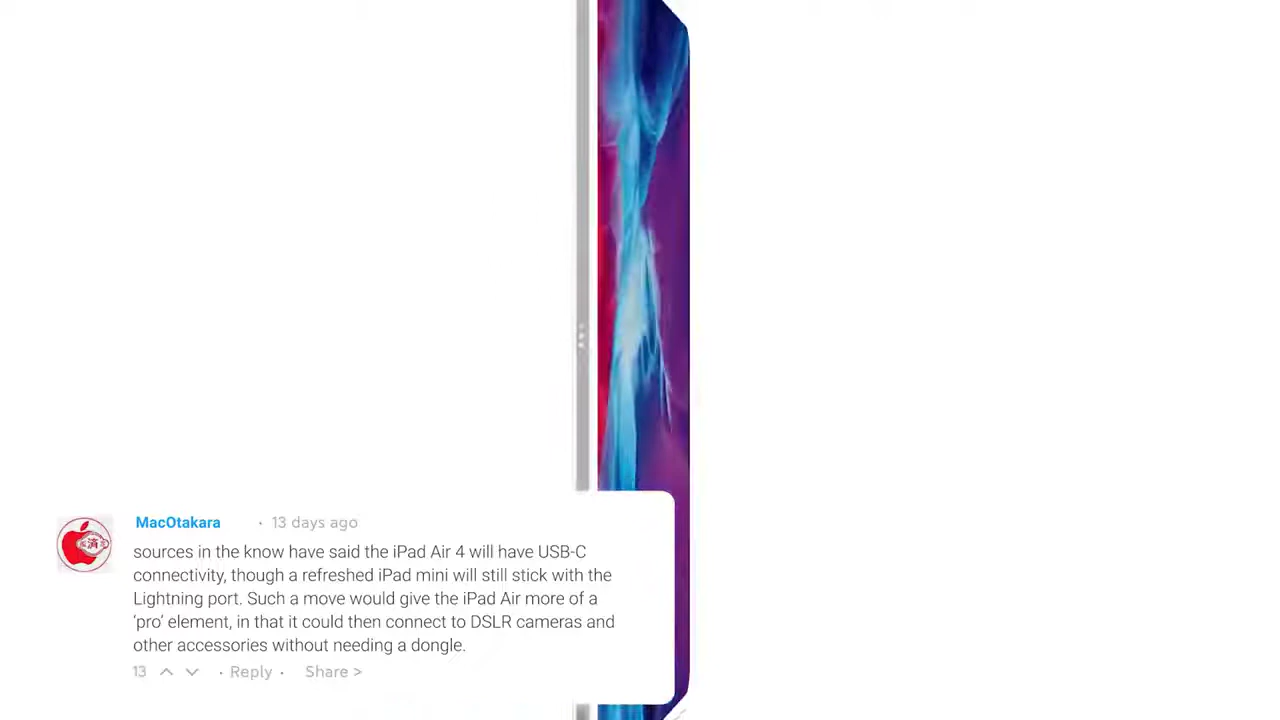 MacOtakara · 13 days ago
sources in the know have said the iPad Air 4 will have USB-C
connectivity, though a refreshed iPad mini will still stick with the
Lightning port. Such a move would give the iPad Air more of a
‘pro’ element, in that it could then connect to DSLR cameras and
other accessories without needing a dongle.
13 · Reply · Share >